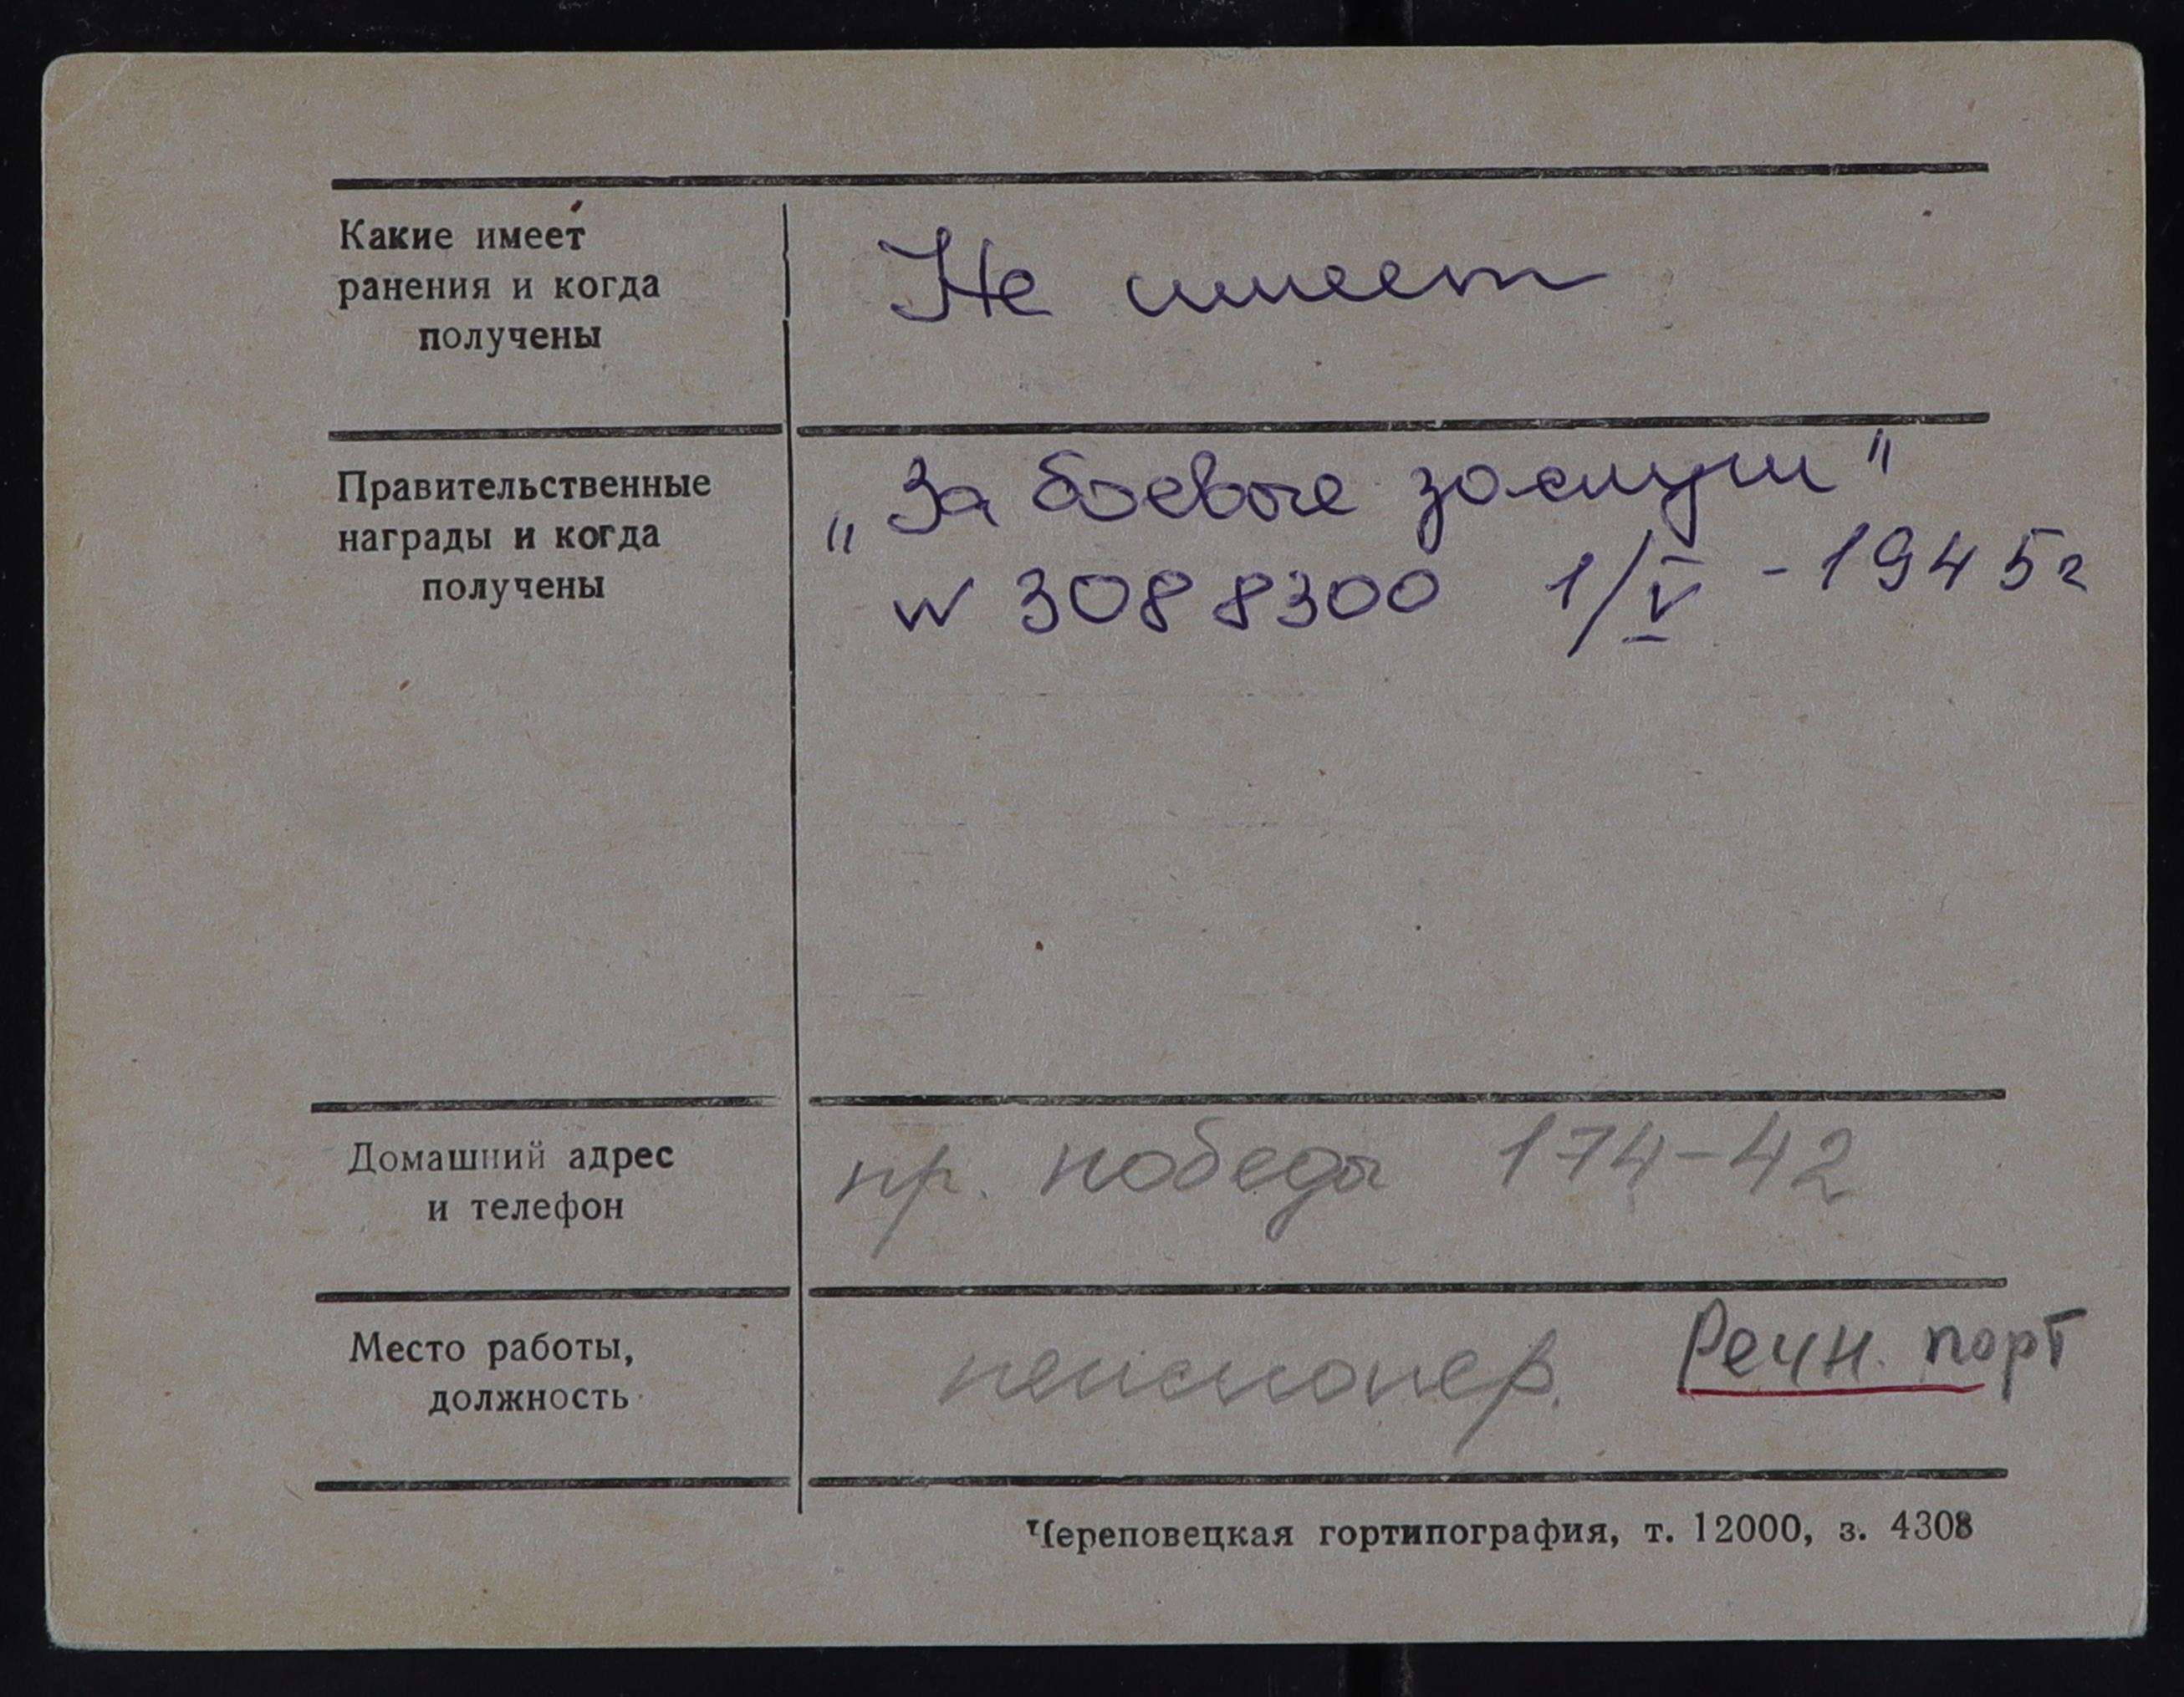 Какие имеет
ранения и когда
получены
Не имеет
Правительственные
награды и когда
получены
„За боевые заслуги"
N 3088300 1/V - 1945г
Домашний адрес
и телефон
пр. победы 174-42
Место работы,
должность
пенсионер. Речн. порт
Череповецкая гортипография, т. 12000, з. 4308